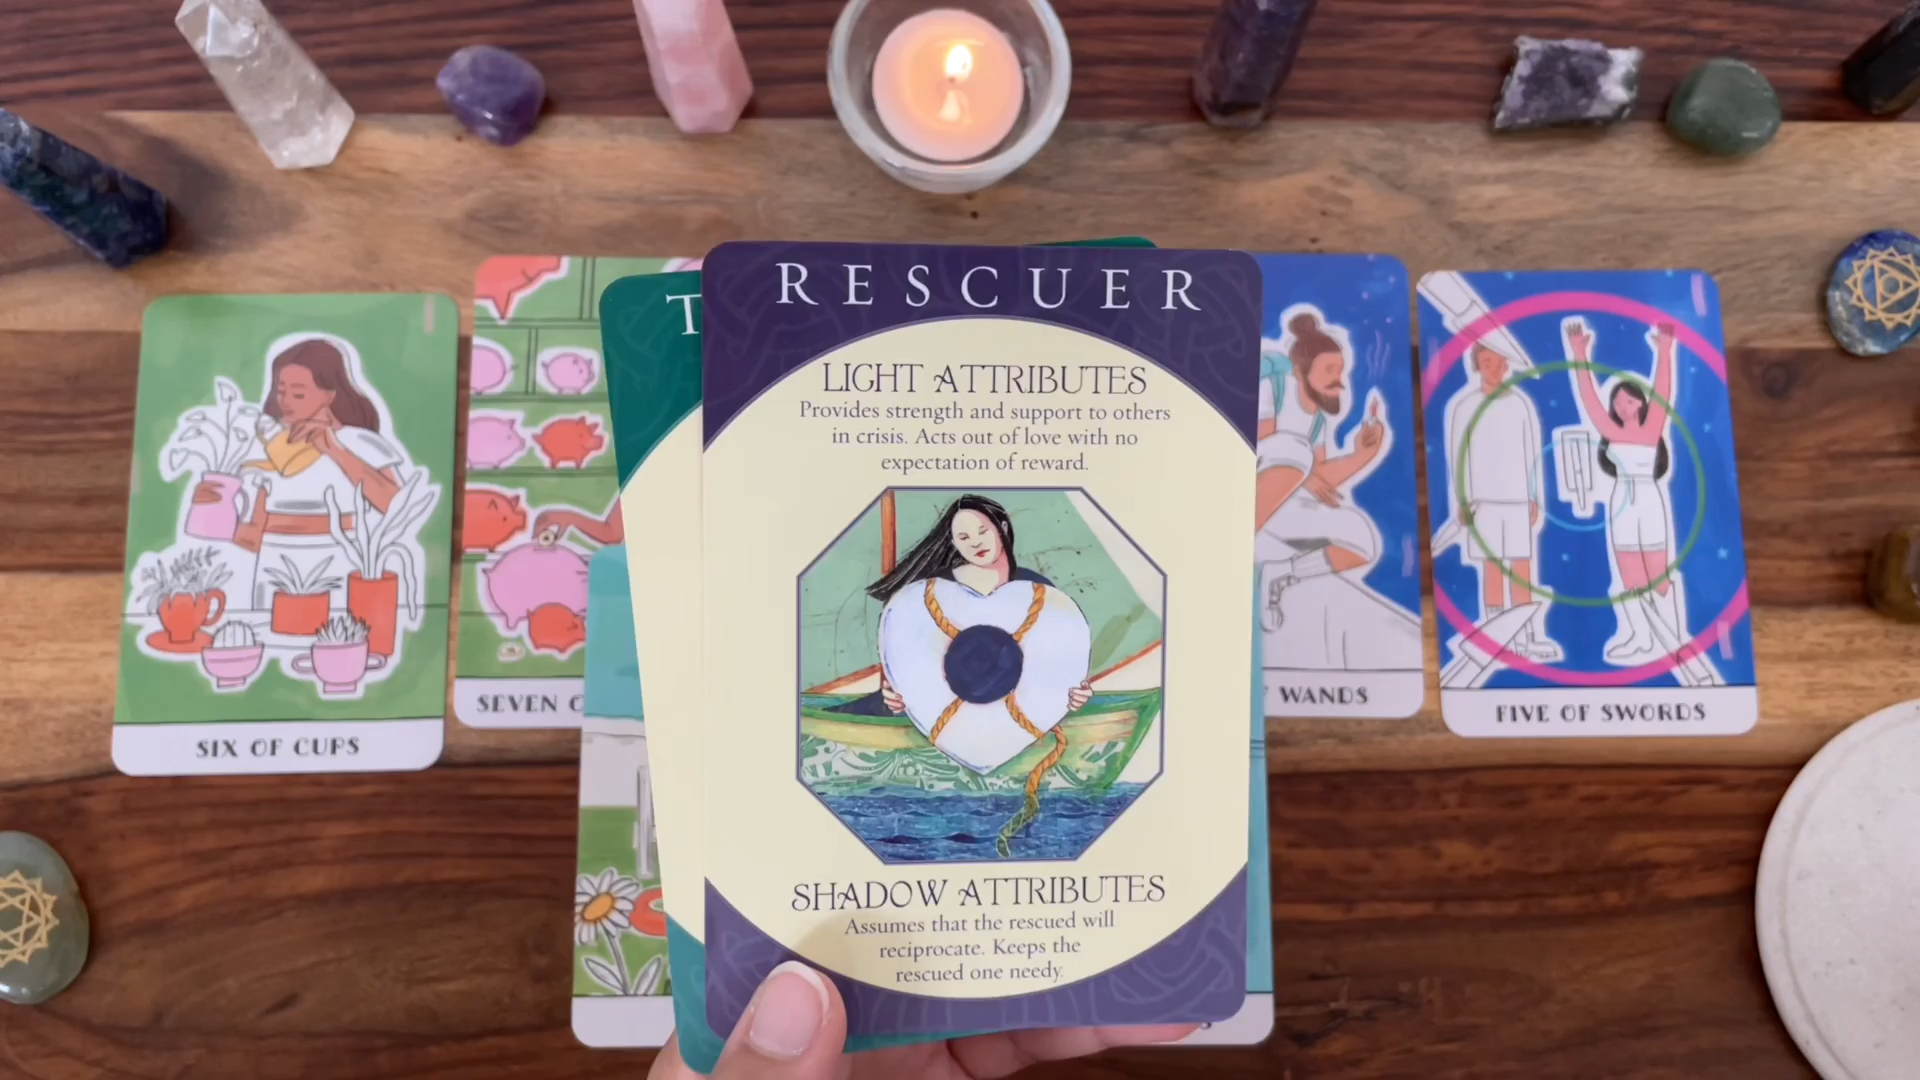 RESCUER
LIGHT ATTRIBUTES
Provides strength and support to others
in crisis. Acts out of love with no
expectation of reward.
SHADOW ATTRIBUTES
Assumes that the rescued will
reciprocate. Keeps the
rescued one needy.
T
SIX OF CUPS
SEVEN
WANDS
FIVE OF SWORDS